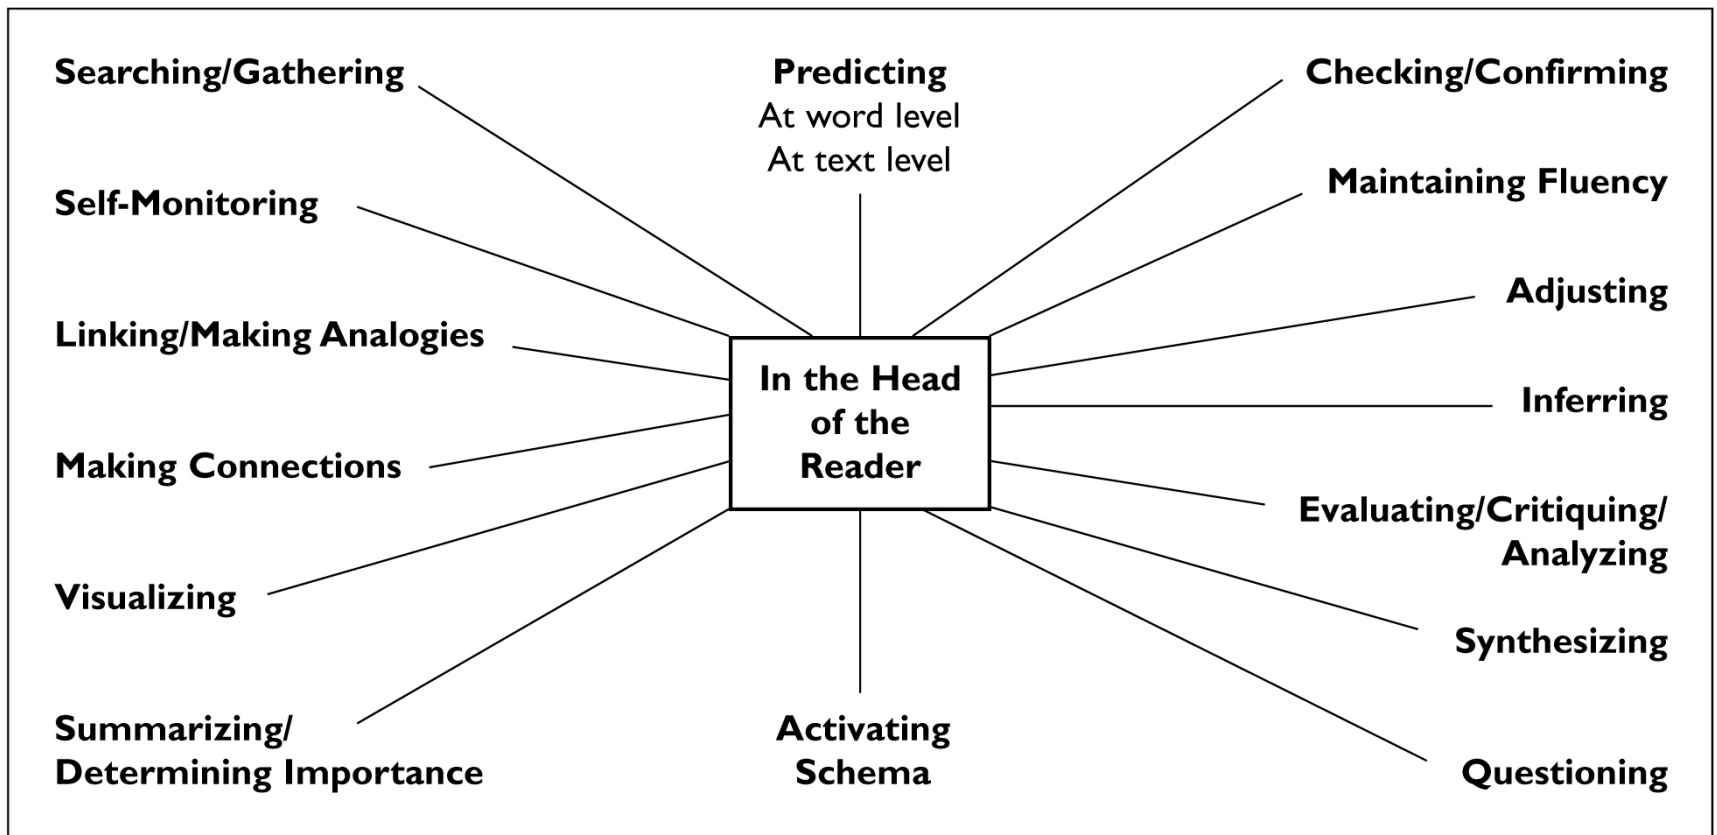 Searching/Gathering
Self-Monitoring
Linking/Making Analogies
Making Connections
Visualizing
Summarizing/
Determining Importance
Predicting
At word level
At text level
In the Head
of the
Reader
Activating
Schema
Checking/Confirming
Maintaining Fluency
Adjusting
Inferring
Evaluating/Critiquing/
Analyzing
Synthesizing
Questioning